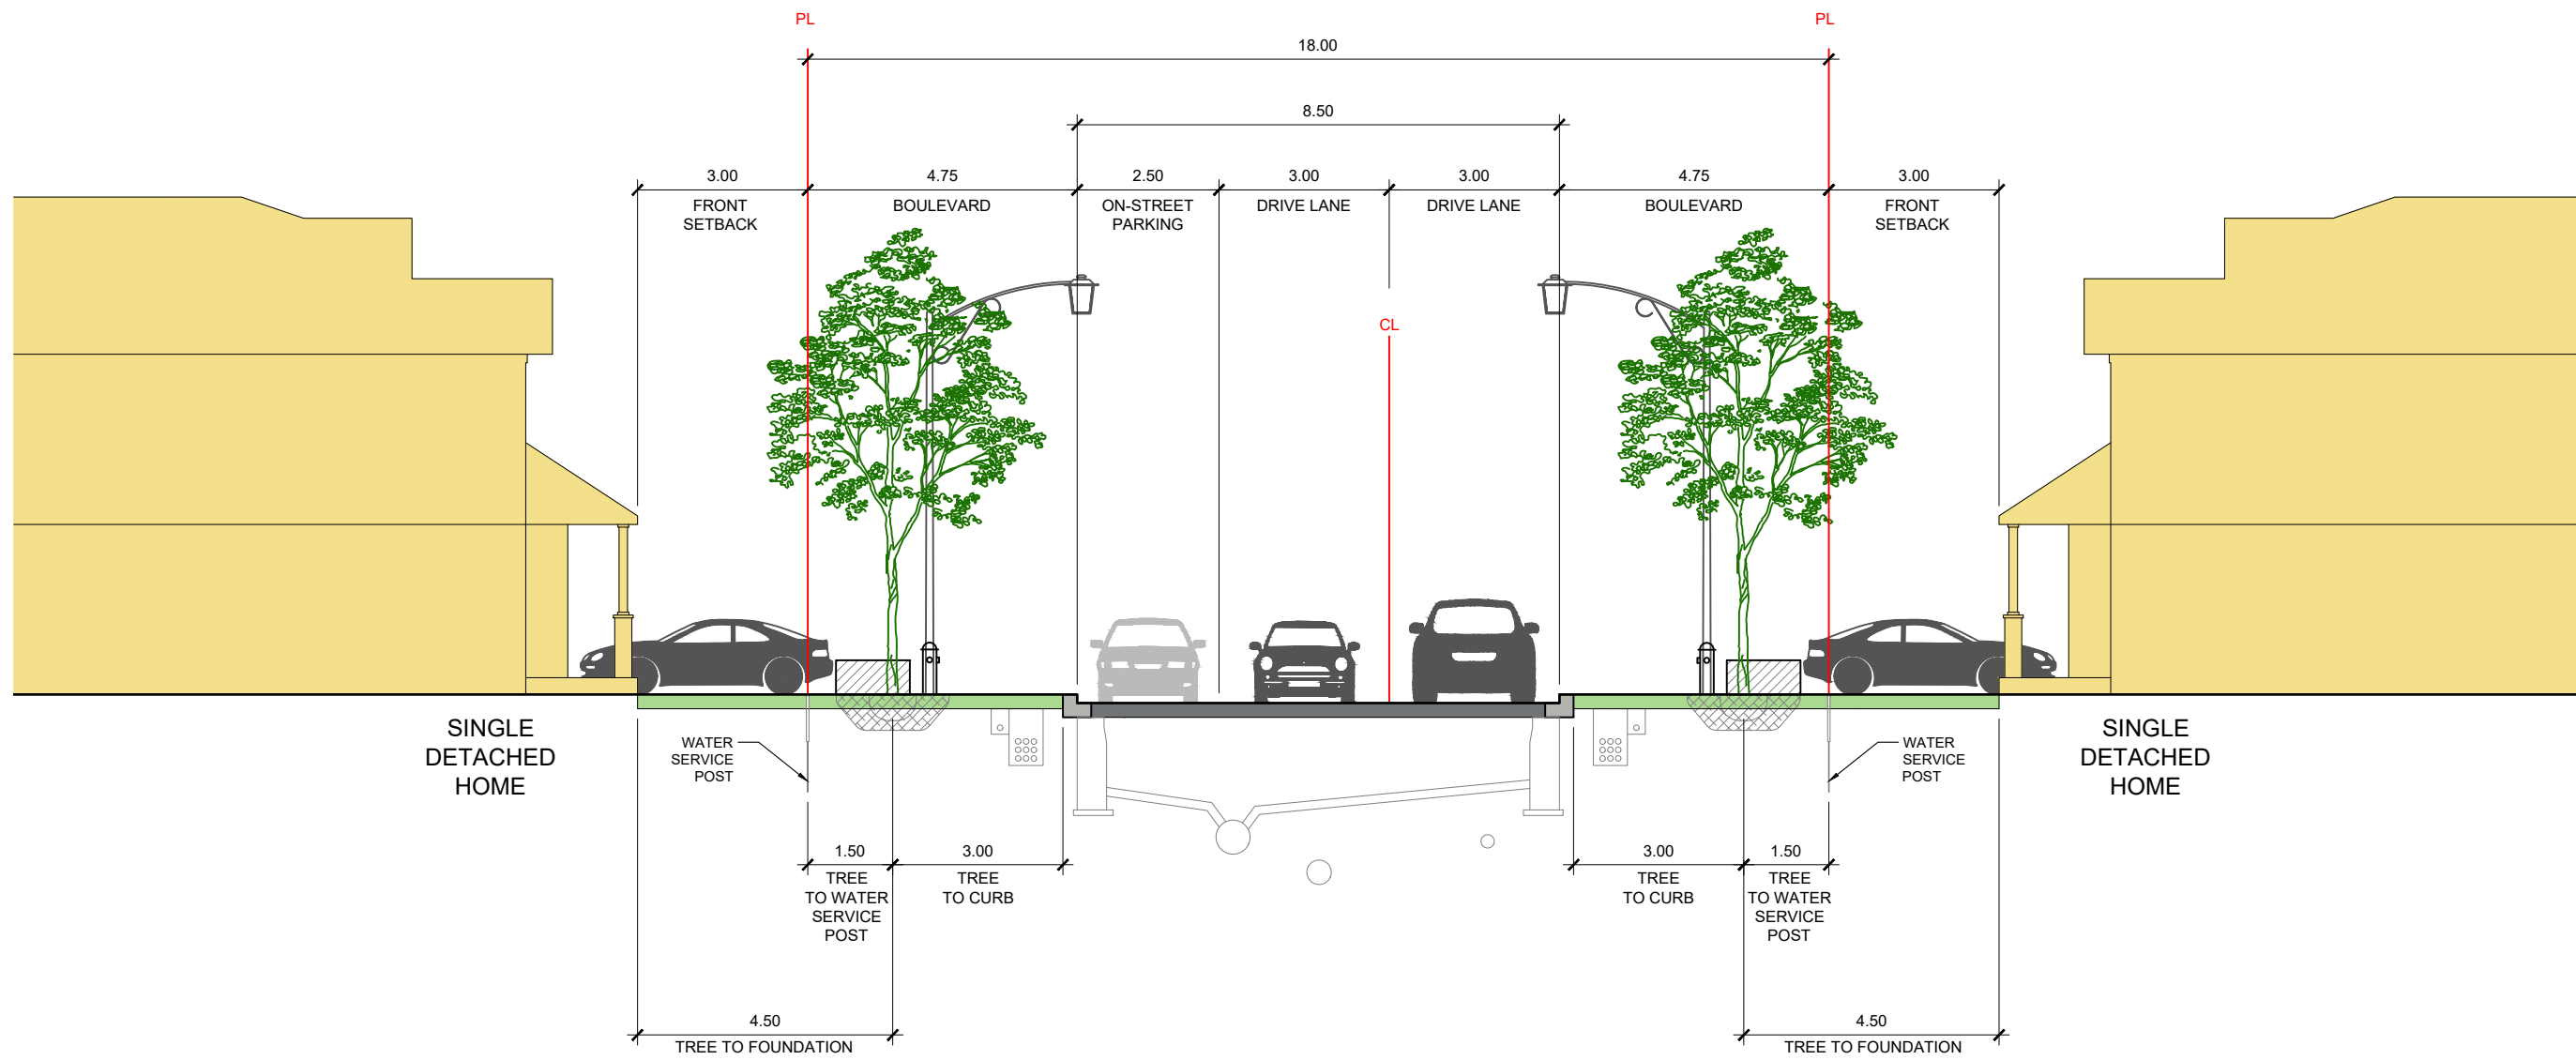 PL
PL
18.00
8.50
3.00
4.75
2.50
3.00
3.00
4.75
3.00
FRONT
SETBACK
BOULEVARD
ON-STREET
PARKING
DRIVE LANE
DRIVE LANE
BOULEVARD
FRONT
SETBACK
CL
SINGLE
DETACHED
HOME
WATER
SERVICE
POST
WATER
SERVICE
POST
SINGLE
DETACHED
HOME
1.50
3.00
3.00
1.50
TREE
TO WATER
SERVICE
POST
TREE
TO CURB
TREE
TO CURB
TREE
TO WATER
SERVICE
POST
4.50
TREE TO FOUNDATION
4.50
TREE TO FOUNDATION